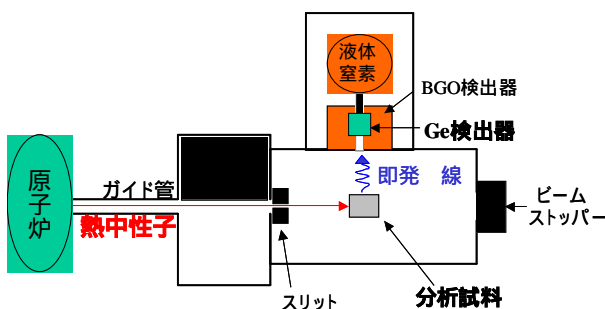 液体
窒素
BGO検出器
Ge検出器
原子炉
ガイド管
熱中性子
即発 線
ビーム
ストッパー
スリット
分析試料